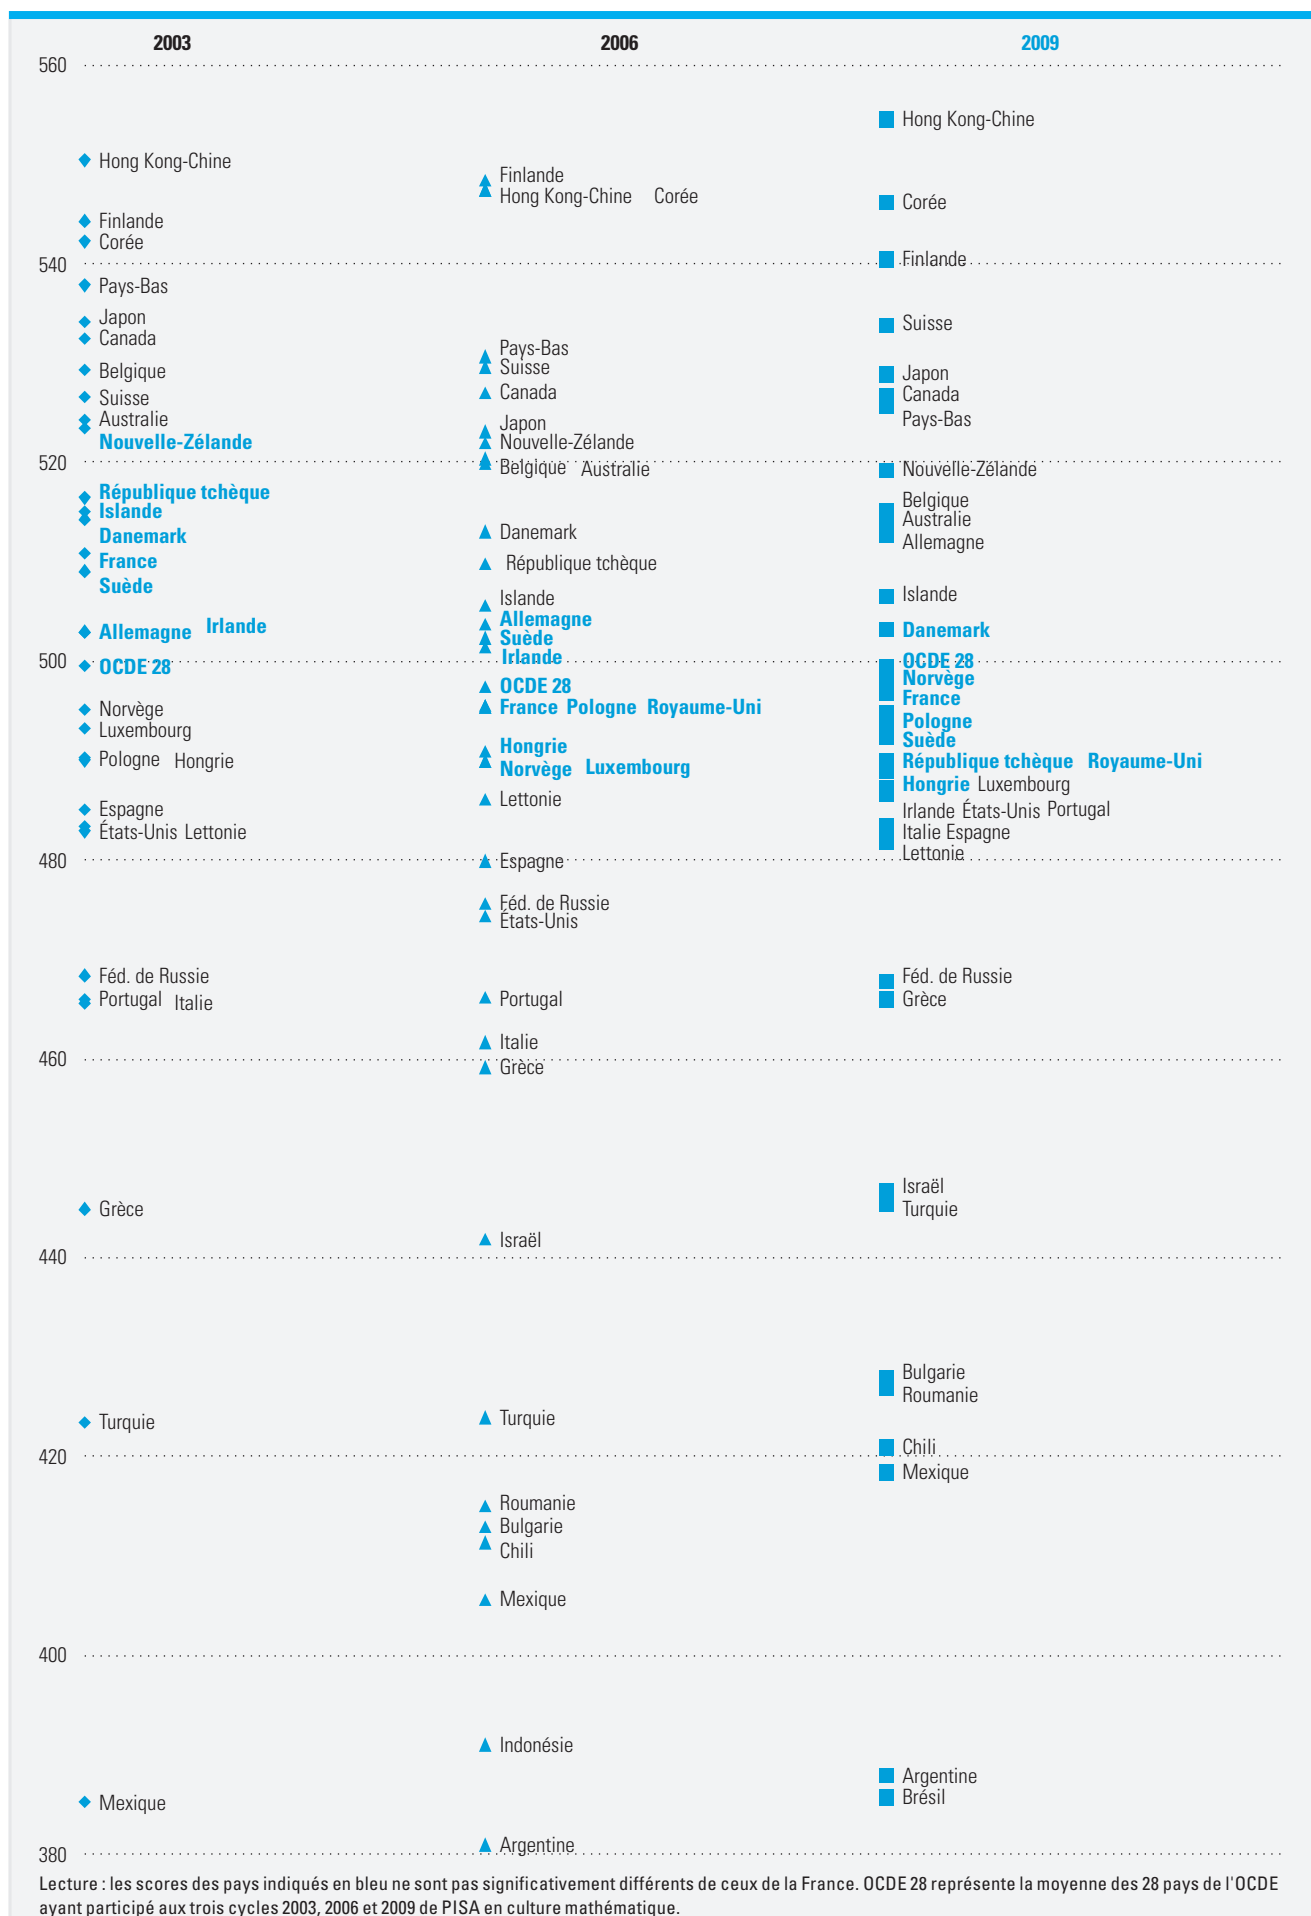 2003 2006 2009
560
Hong Kong-Chine
Hong Kong-Chine
Finlande
Hong Kong-Chine Corée
Corée
Finlande
Corée
540
Finlande
Pays-Bas
Japon
Suisse
Canada
Pays-Bas
Suisse
Belgique
Japon
Suisse
Canada
Canada
Australie
Japon
Pays-Bas
Nouvelle-Zélande
Nouvelle-Zélande
520
Belgique Australie
Nouvelle-Zélande
République tchèque
Belgique
Islande
Australie
Danemark
Danemark
Allemagne
France
République tchèque
Suède
Islande
Islande
Allemagne Irlande
Allemagne
Danemark
Suède
Irlande
500
OCDE 28
OCDE 28
Norvège
OCDE 28
France
Norvège
France Pologne Royaume-Uni
Luxembourg
Pologne
Suède
Pologne Hongrie
Hongrie
Norvège Luxembourg
République tchèque Royaume-Uni
Hongrie Luxembourg
Espagne
Lettonie
Irlande États-Unis Portugal
États-Unis Lettonie
Italie Espagne
Lettonie
480
Espagne
Féd. de Russie
États-Unis
Féd. de Russie
Féd. de Russie
Portugal Italie
Portugal
Grèce
Italie
460
Grèce
Israël
Grèce
Turquie
Israël
440
Bulgarie
Roumanie
Turquie
Turquie
Chili
420
Mexique
Roumanie
Bulgarie
Chili
Mexique
400
Indonésie
Argentine
Mexique
Brésil
Argentine
380
Lecture : les scores des pays indiqués en bleu ne sont pas significativement différents de ceux de la France. OCDE 28 représente la moyenne des 28 pays de l'OCDE
ayant participé aux trois cycles 2003, 2006 et 2009 de PISA en culture mathématique.